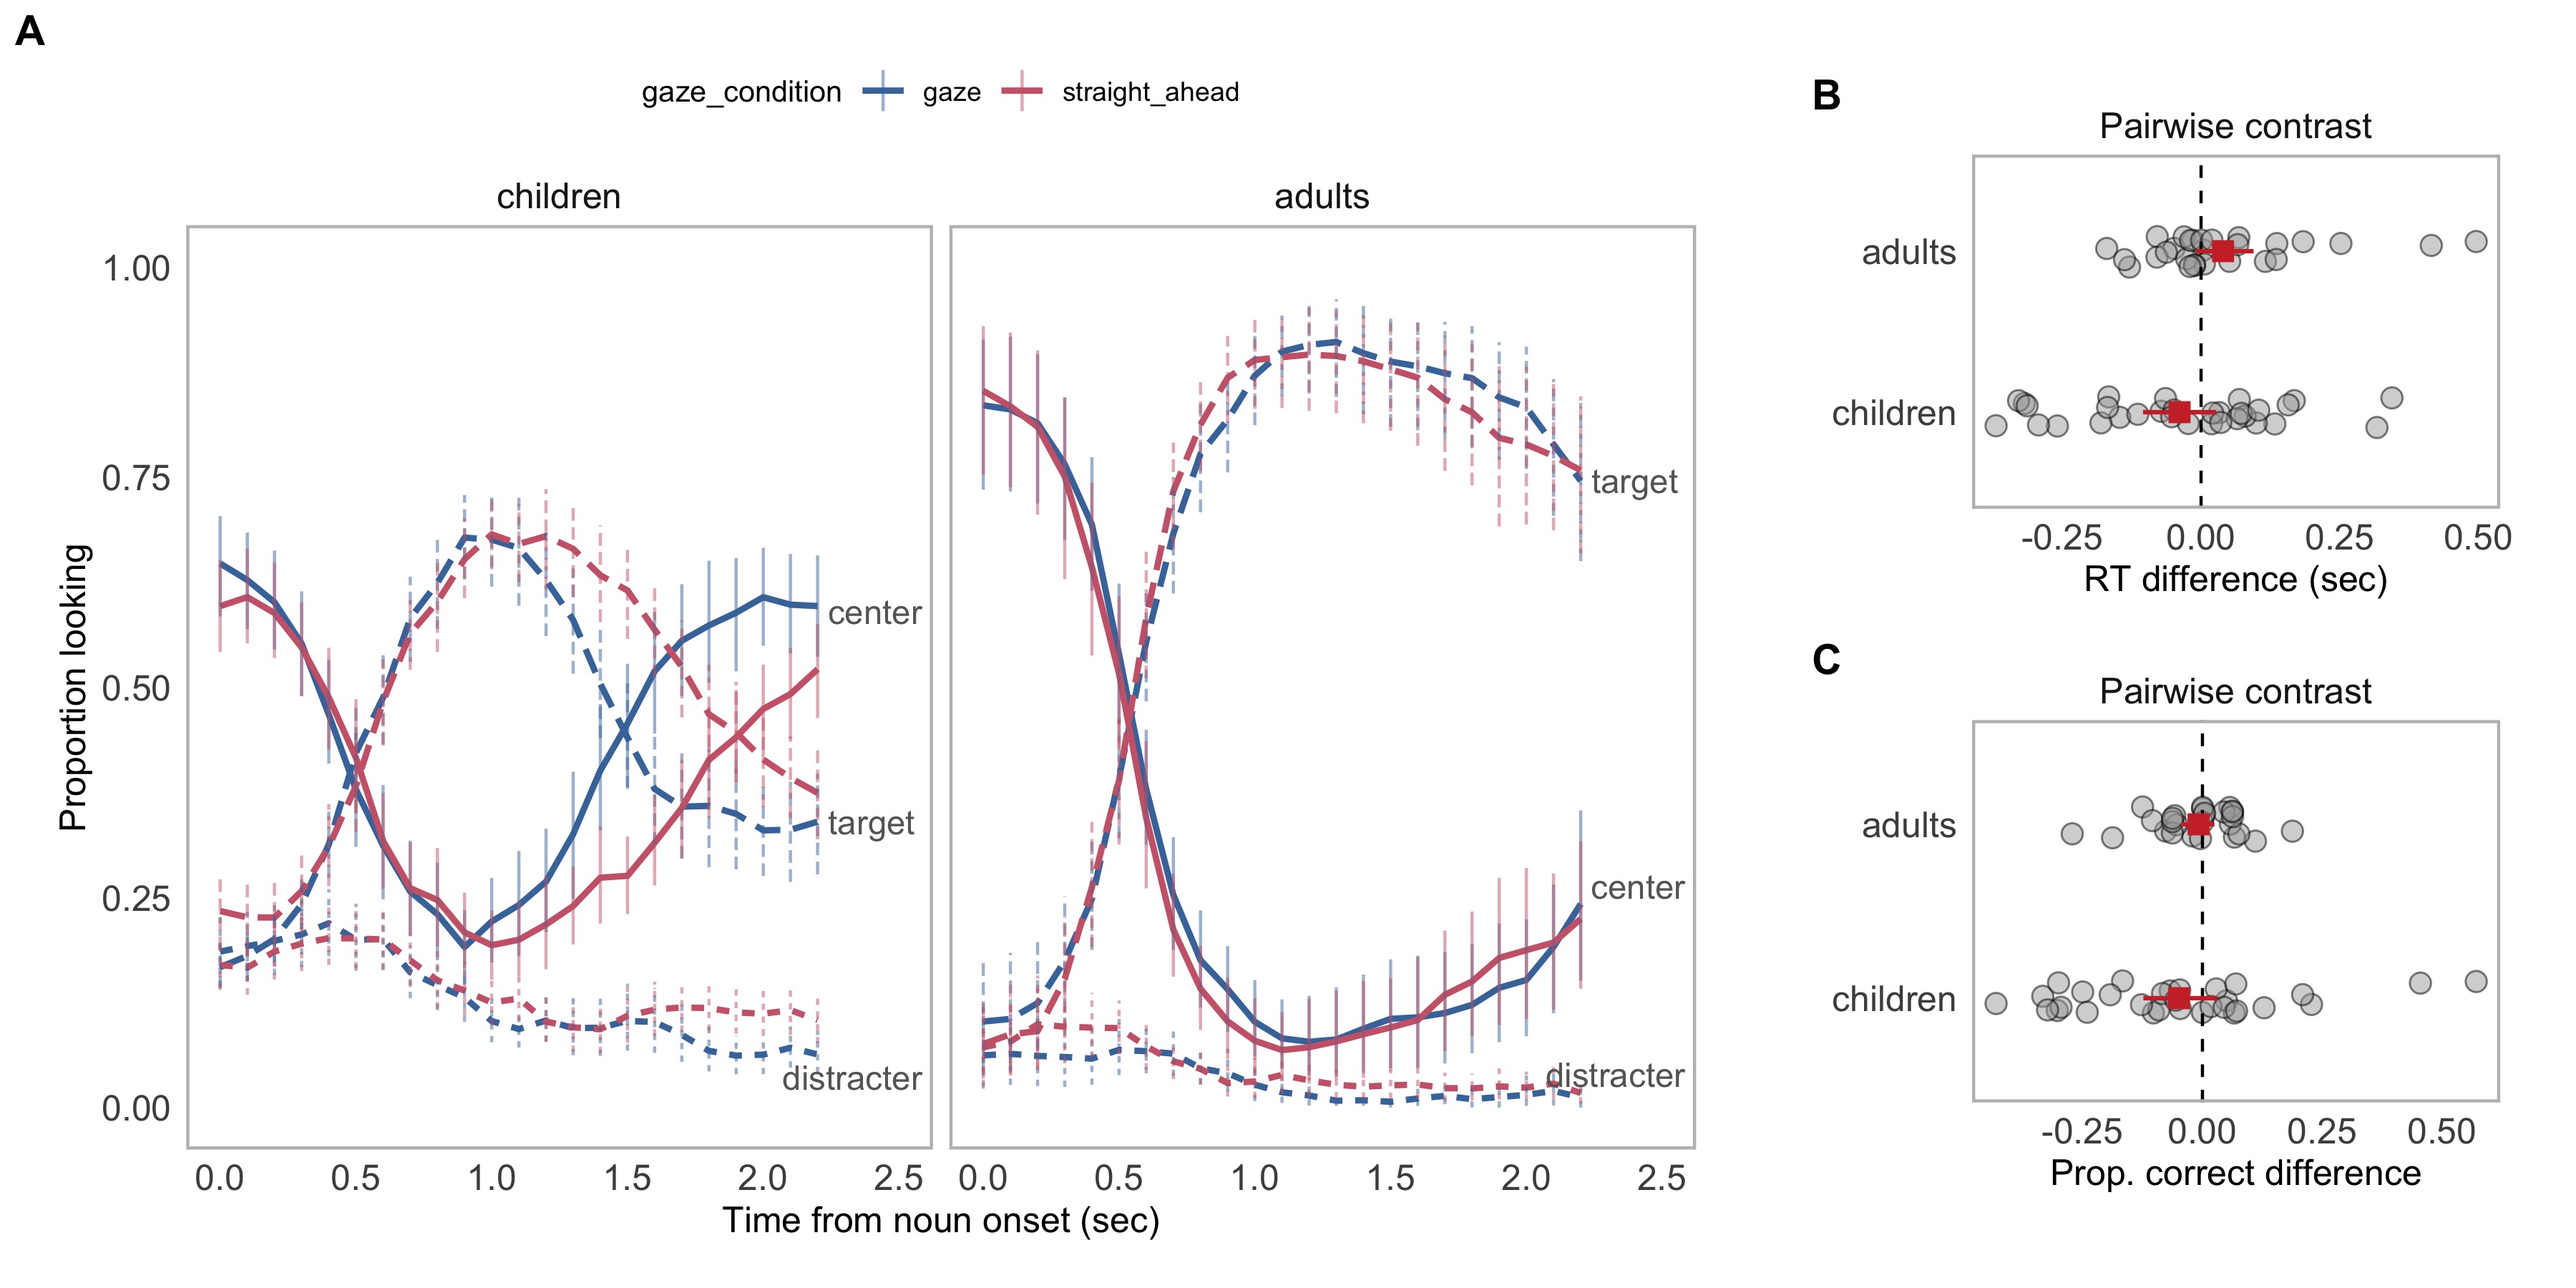 A
gaze_condition gaze straight_ahead
children
adults
Proportion looking
1.00
0.75
0.50
0.25
0.00
center
target
distracter
target
center
distracter
0.0 0.5 1.0 1.5 2.0 2.5
0.0 0.5 1.0 1.5 2.0 2.5
Time from noun onset (sec)
B
Pairwise contrast
adults
children
-0.25 0.00 0.25 0.50
RT difference (sec)
C
Pairwise contrast
adults
children
-0.25 0.00 0.25 0.50
Prop. correct difference